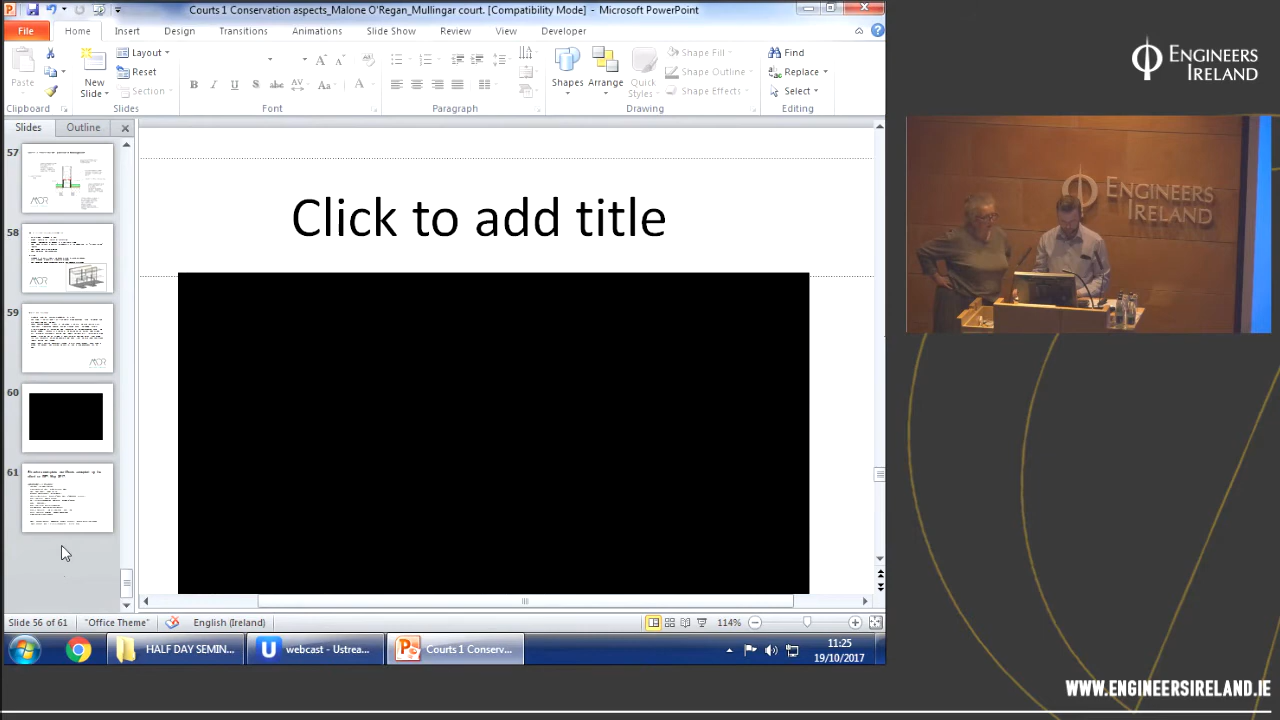 Courts 1 Conservation aspects_Malone O'Regan_Mullingar court. [Compatibility Mode] - Microsoft PowerPoint
File Home Insert Design Transitions Animations Slide Show Review View Developer
Paste
New Slide
Layout
Reset
Section
B I U abc Aa A
Shapes Arrange Quick Styles
Shape Fill
Shape Outline
Shape Effects
Find
Replace
Select
Clipboard Slides Font Paragraph Drawing Editing
Slides Outline
57
58
59
60
61
Click to add title
Slide 56 of 61 "Office Theme" English (Ireland) 114%
HALF DAY SEMIN... webcast - Ustrea... Courts 1 Conserv...
11:25
19/10/2017
ENGINEERS
IRELAND
ENGINEERS
IRELAND
WWW.ENGINEERSIRELAND.IE